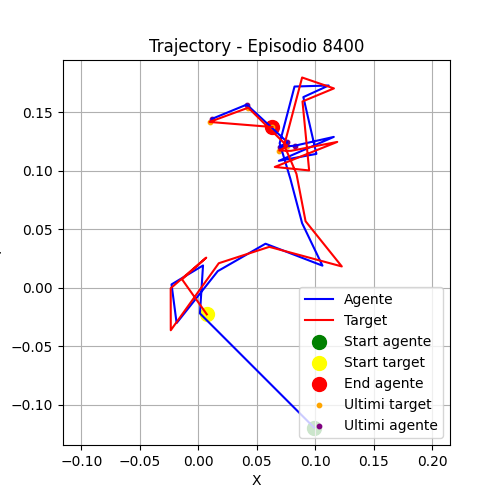 Trajectory - Episodio 8400
0.15
0.10
0.05
0.00
−0.05
−0.10
−0.10
−0.05
0.00
0.05
0.10
0.15
0.20
X
Agente
Target
Start agente
Start target
End agente
Ultimi target
Ultimi agente